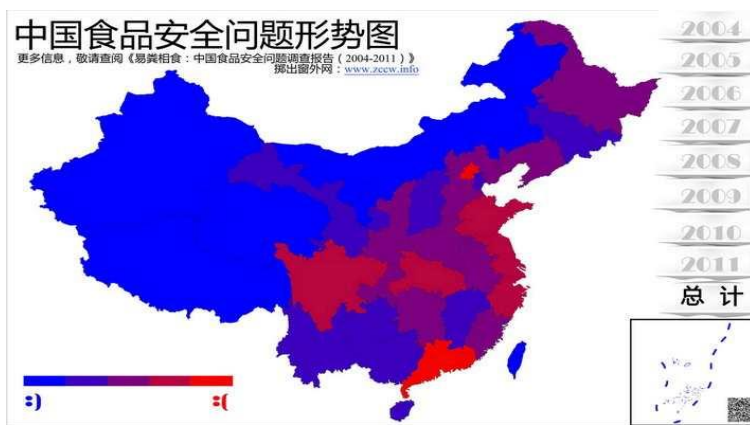 中国食品安全问题形势图
更多信息，敬请查阅《易粪相食：中国食品安全问题调查报告（2004-2011）》
掷出窗外网：www.zccw.info
2004
2005
2006
2007
2008
2009
2010
2011
总 计
:) :(